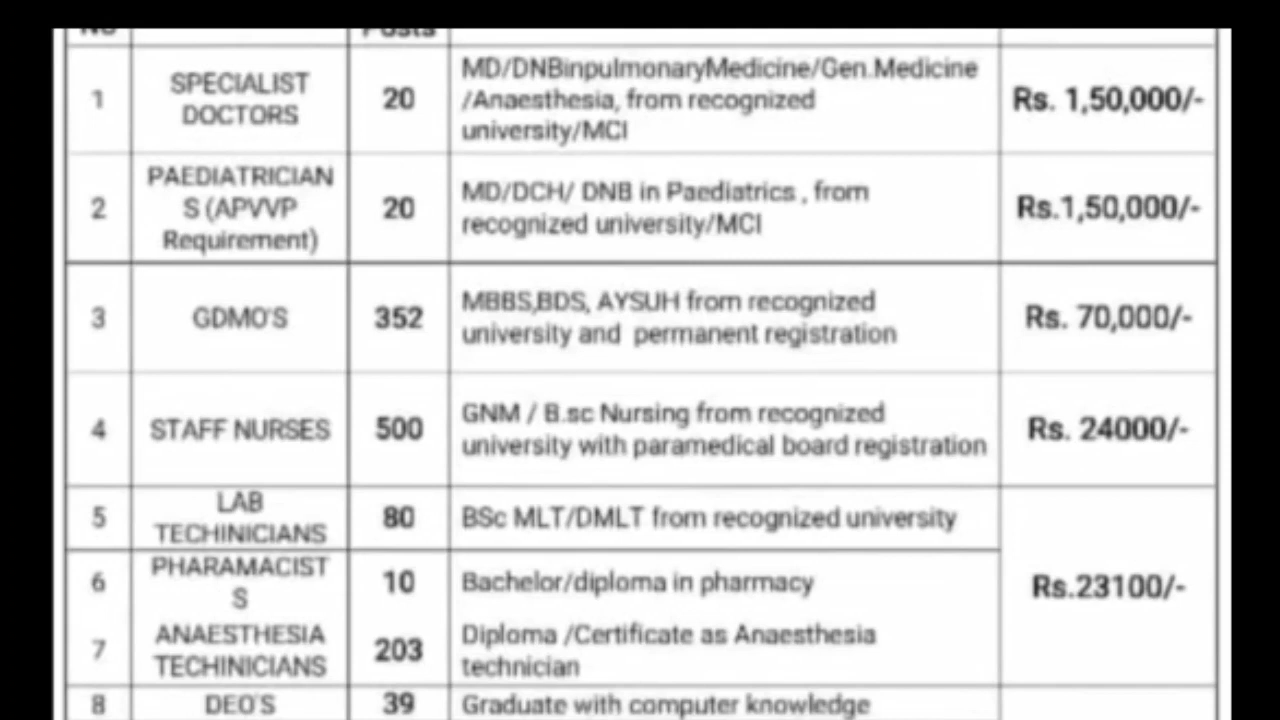 No
Posts
1
SPECIALIST
DOCTORS
20
MD/DNBinpulmonaryMedicine/Gen.Medicine
/Anaesthesia, from recognized
university/MCI
Rs. 1,50,000/-
2
PAEDIATRICIAN
S (APVVP
Requirement)
20
MD/DCH/ DNB in Paediatrics , from
recognized university/MCI
Rs.1,50,000/-
3
GDMO'S
352
MBBS,BDS, AYSUH from recognized
university and permanent registration
Rs. 70,000/-
4
STAFF NURSES
500
GNM / B.sc Nursing from recognized
university with paramedical board registration
Rs. 24000/-
5
LAB
TECHINICIANS
80
BSc MLT/DMLT from recognized university
6
PHARAMACIST
S
10
Bachelor/diploma in pharmacy
Rs.23100/-
7
ANAESTHESIA
TECHINICIANS
203
Diploma /Certificate as Anaesthesia
technician
8
DEO'S
39
Graduate with computer knowledge